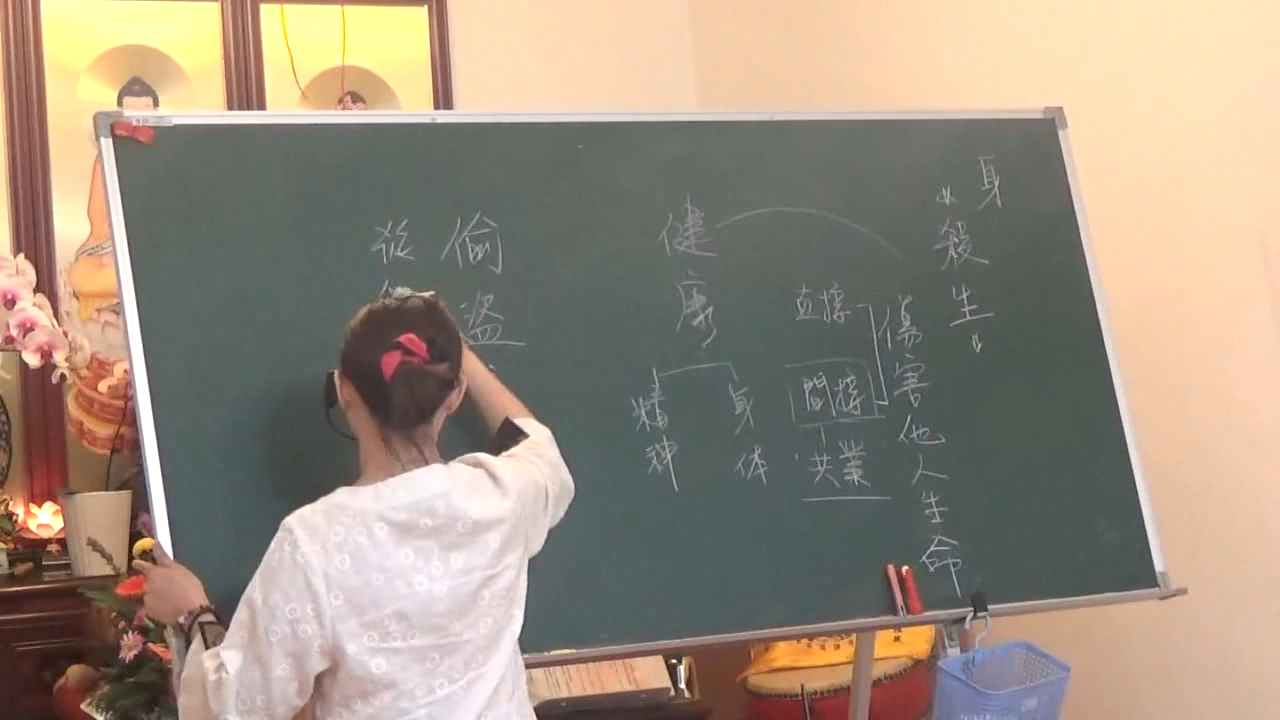 身
殺生
傷害他人生命
直接
間接
共業
健康
身体
精神
偷盜